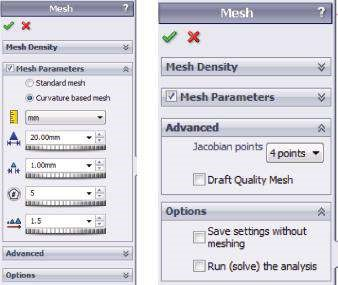 Mesh ?
Mesh Density
Mesh Parameters
Standard mesh
Curvature based mesh
mm
20.00mm
1.00mm
5
1.5
Advanced
Options
Mesh ?
Mesh Density
Mesh Parameters
Advanced
Jacobian points 4 points
Draft Quality Mesh
Options
Save settings without
meshing
Run (solve) the analysis